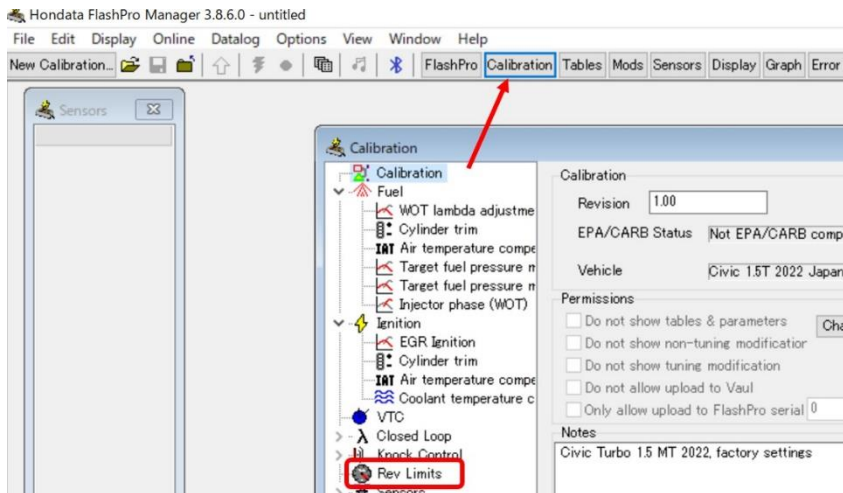 Hondata FlashPro Manager 3.8.6.0 - untitled
File Edit Display Online Datalog Options View Window Help
New Calibration... FlashPro Calibration Tables Mods Sensors Display Graph Error
Sensors
Calibration
Calibration
Fuel
WOT lambda adjustme
Cylinder trim
IAT Air temperature compe
Target fuel pressure m
Target fuel pressure m
Injector phase (WOT)
Ignition
EGR Ignition
Cylinder trim
IAT Air temperature compe
Coolant temperature c
VTC
λ Closed Loop
Knock Control
Rev Limits
Sensors
Calibration
Revision 1.00
EPA/CARB Status Not EPA/CARB comp
Vehicle Civic 1.5T 2022 Japan
Permissions
Do not show tables & parameters Cha
Do not show non-tuning modification
Do not show tuning modification
Do not allow upload to Vaul
Only allow upload to FlashPro serial 0
Notes
Civic Turbo 1.5 MT 2022, factory settings